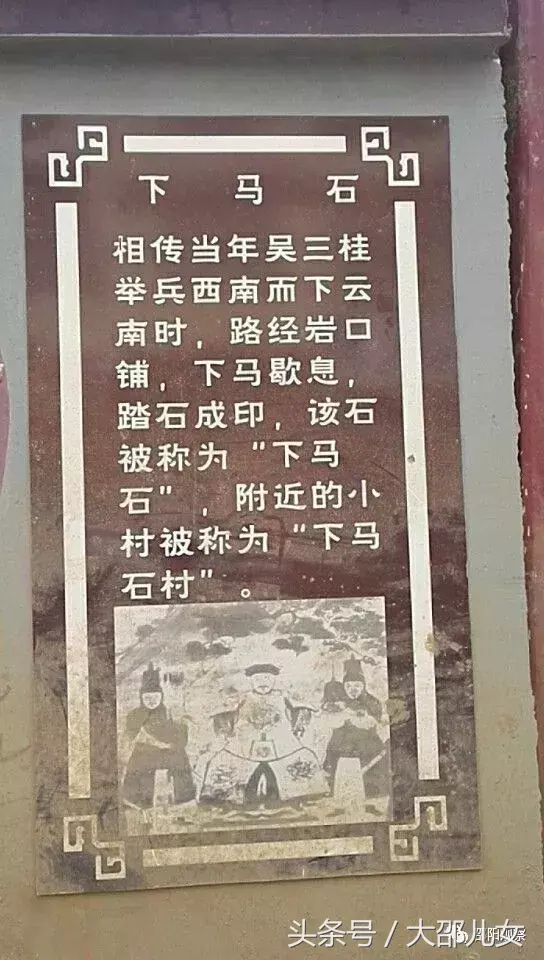 下马石
相传当年吴三桂
举兵西南而下云
南时，路经岩口
铺，下马歇息，
踏石成印，该石
被称为“下马
石”，附近的小
村被称为“下马
石村”。
头条号／大邵儿女